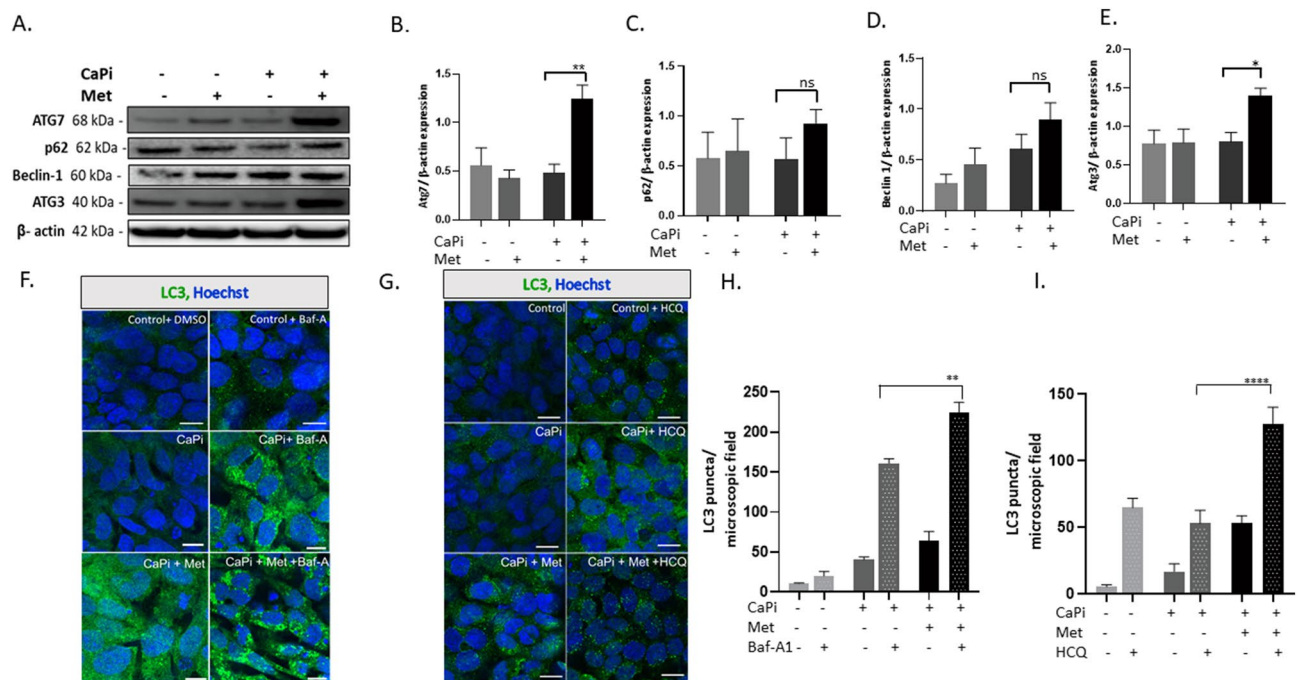 A.
CaPi - - + +
Met - + - +
ATG7 68 kDa -
p62 62 kDa -
Beclin-1 60 kDa -
ATG3 40 kDa -
β- actin 42 kDa -
B.
Atg7/ β-actin expression
1.5
1.0
0.5
0.0
**
CaPi - - + +
Met - + - +
C.
p62/ β-actin expression
1.5
1.0
0.5
0.0
ns
CaPi - - + +
Met - + - +
D.
Beclin 1/ β-actin expression
1.5
1.0
0.5
0.0
ns
CaPi - - + +
Met - + - +
E.
Atg3/ β-actin expression
1.5
1.0
0.5
0.0
*
CaPi - - + +
Met - - - +
F.
LC3, Hoechst
Control+ DMSO
Control + Baf-A
CaPi
CaPi+ Baf-A
CaPi + Met
CaPi + Met +Baf-A
G.
LC3, Hoechst
Control
Control + HCQ
CaPi
CaPi+ HCQ
CaPi + Met
CaPi + Met +HCQ
H.
LC3 puncta/
microscopic field
250
200
150
100
50
0
**
CaPi - - + + + +
Met - - - - + +
Baf-A1 - + - + - +
I.
LC3 puncta/
microscopic field
150
100
50
0
****
CaPi - - + + + +
Met - - - - + +
HCQ - + - + - +